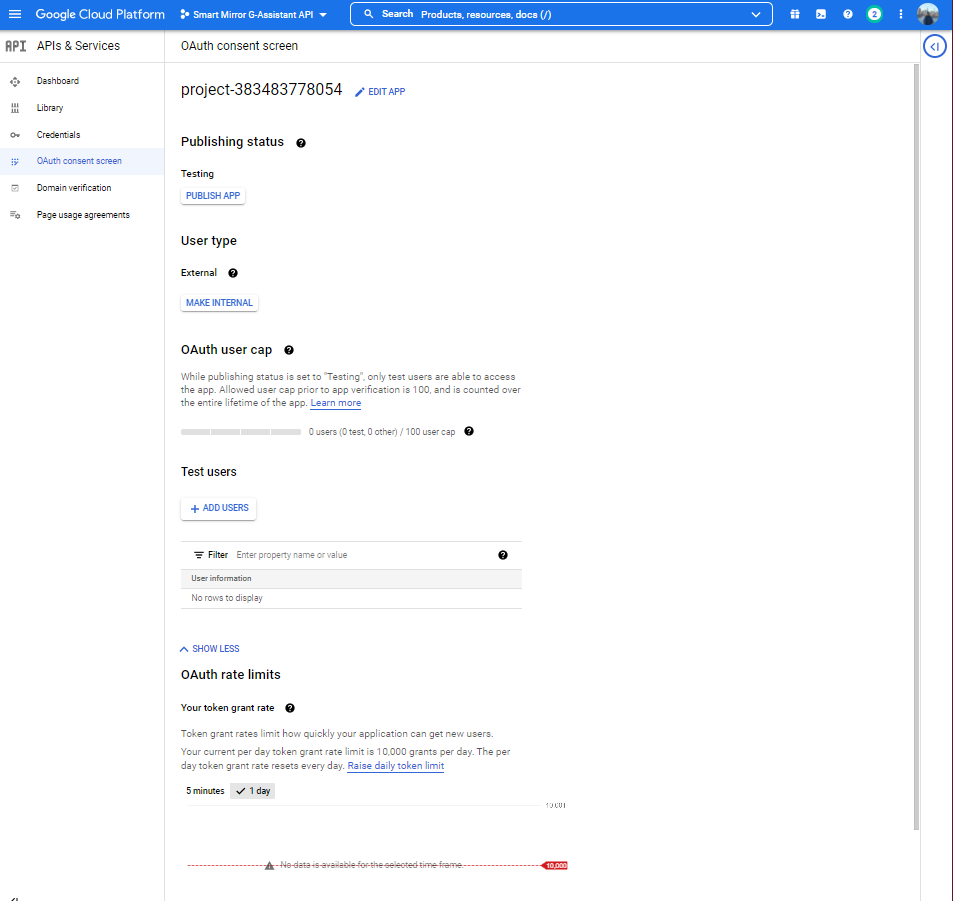 Google Cloud Platform
Smart Mirror G-Assistant API
Search Products, resources, docs (/)
2
API APIs & Services
OAuth consent screen
Dashboard
Library
Credentials
OAuth consent screen
Domain verification
Page usage agreements
project-383483778054
EDIT APP
Publishing status
Testing
PUBLISH APP
User type
External
MAKE INTERNAL
OAuth user cap
While publishing status is set to "Testing", only test users are able to access
the app. Allowed user cap prior to app verification is 100, and is counted over
the entire lifetime of the app. Learn more
0 users (0 test, 0 other) / 100 user cap
Test users
+ ADD USERS
Filter Enter property name or value
User information
No rows to display
SHOW LESS
OAuth rate limits
Your token grant rate
Token grant rates limit how quickly your application can get new users.
Your current per day token grant rate limit is 10,000 grants per day. The per
day token grant rate resets every day. Raise daily token limit
5 minutes 1 day
10,001
No data is available for the selected time frame.
10,000